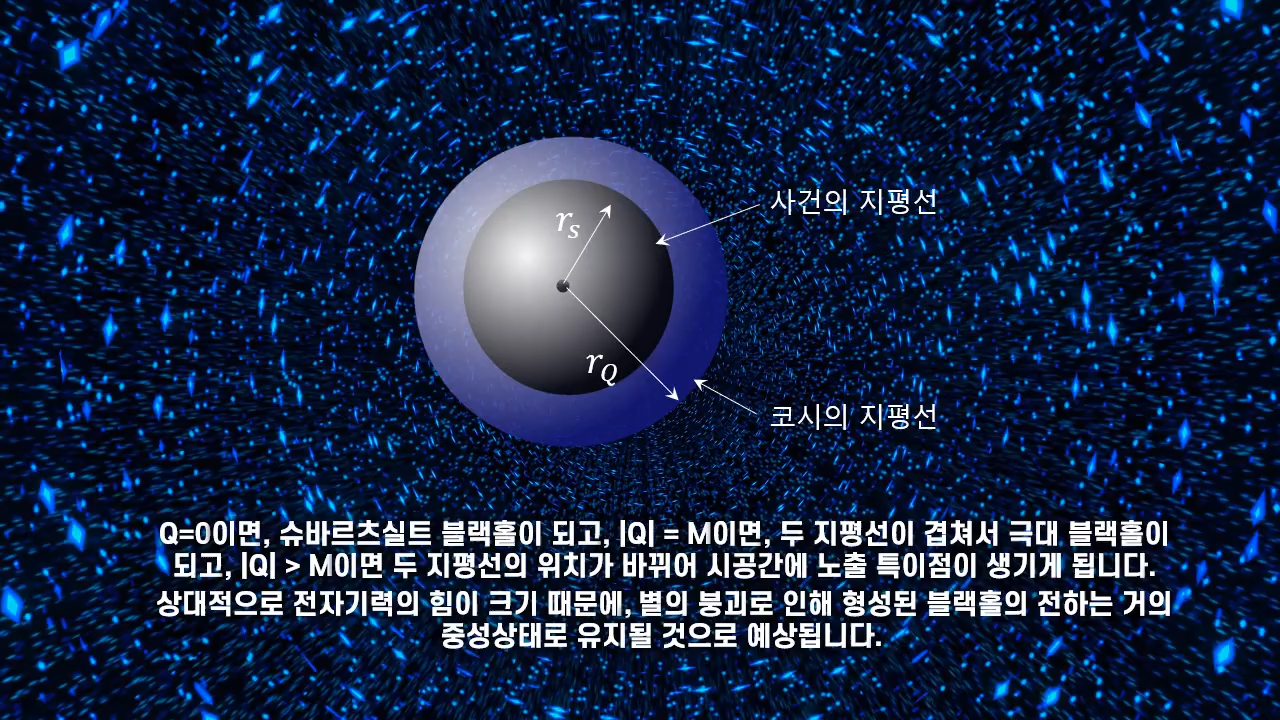 사건의 지평선
r_s
r_Q
코시의 지평선
Q=0이면, 슈바르츠실트 블랙홀이 되고, |Q| = M이면, 두 지평선이 겹쳐서 극대 블랙홀이
되고, |Q| > M이면 두 지평선의 위치가 바뀌어 시공간에 노출 특이점이 생기게 됩니다.
상대적으로 전자기력의 힘이 크기 때문에, 별의 붕괴로 인해 형성된 블랙홀의 전하는 거의
중성상태로 유지될 것으로 예상됩니다.